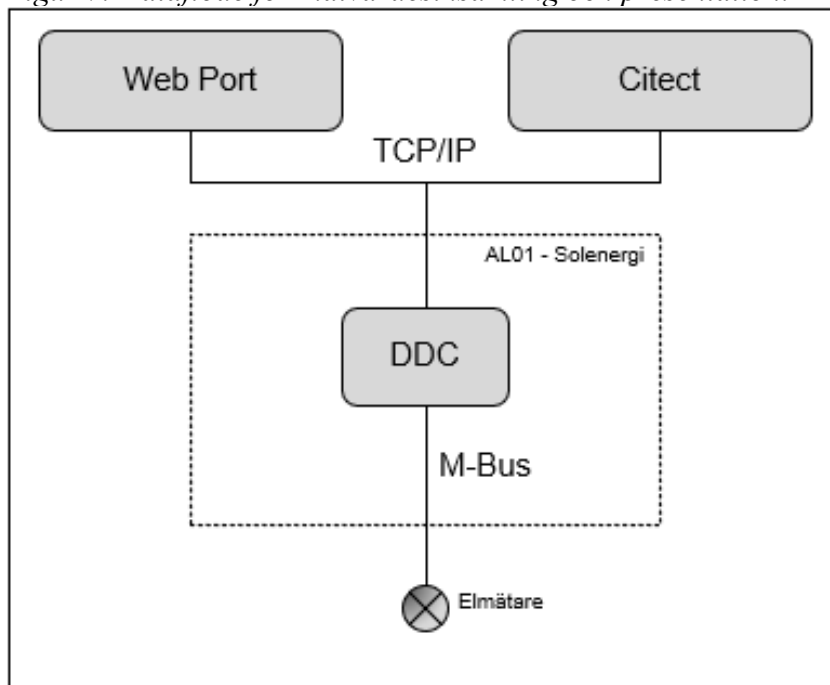 Web Port
Citect
TCP/IP
AL01 - Solenergi
DDC
M-Bus
Elmätare